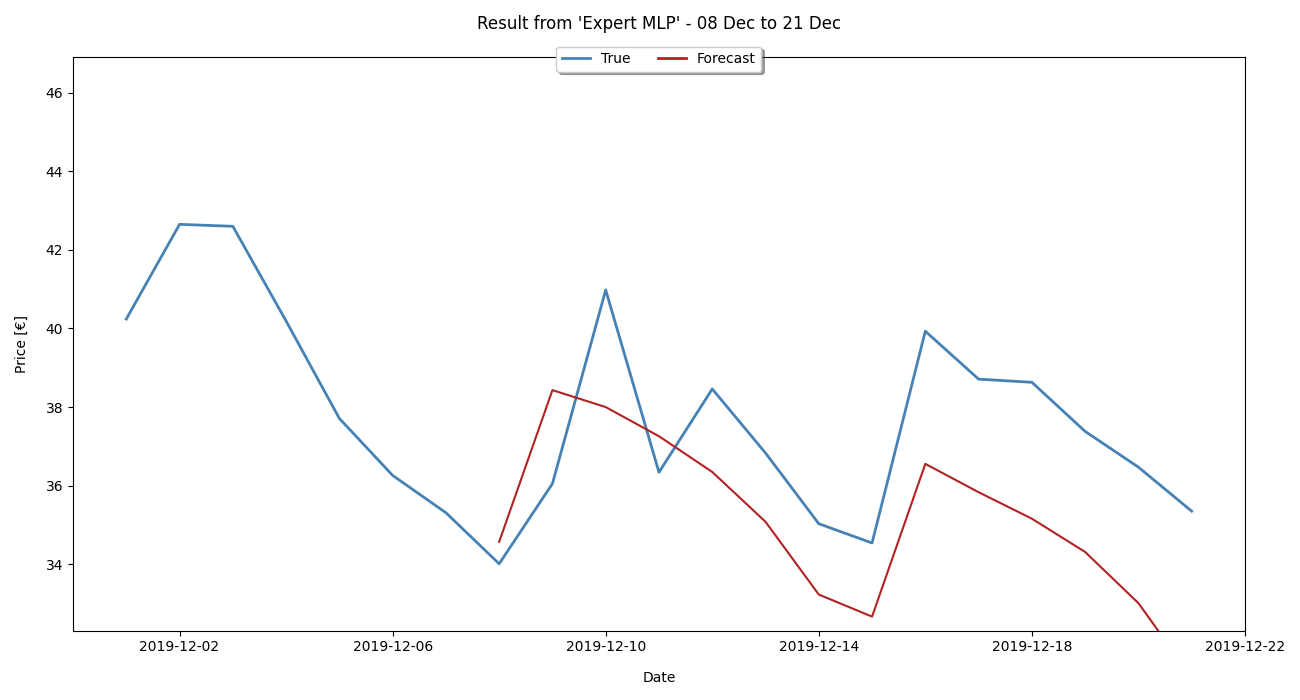 Result from 'Expert MLP' - 08 Dec to 21 Dec
True Forecast
46
44
42
40
38
36
34
Price [€]
2019-12-02 2019-12-06 2019-12-10 2019-12-14 2019-12-18 2019-12-22
Date